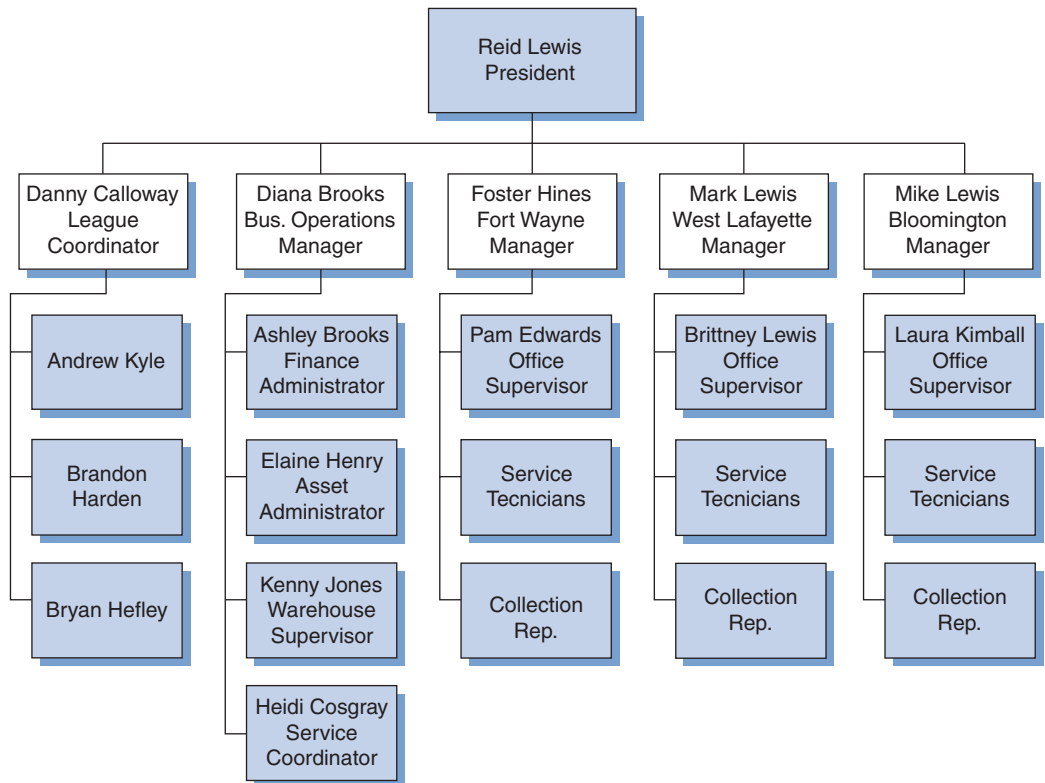 Reid Lewis
President
Danny Calloway
League
Coordinator
Diana Brooks
Bus. Operations
Manager
Foster Hines
Fort Wayne
Manager
Mark Lewis
West Lafayette
Manager
Mike Lewis
Bloomington
Manager
Andrew Kyle
Brandon
Harden
Bryan Hefley
Ashley Brooks
Finance
Administrator
Elaine Henry
Asset
Administrator
Kenny Jones
Warehouse
Supervisor
Heidi Cosgray
Service
Coordinator
Pam Edwards
Office
Supervisor
Service
Tecnicians
Collection
Rep.
Brittney Lewis
Office
Supervisor
Service
Tecnicians
Collection
Rep.
Laura Kimball
Office
Supervisor
Service
Tecnicians
Collection
Rep.